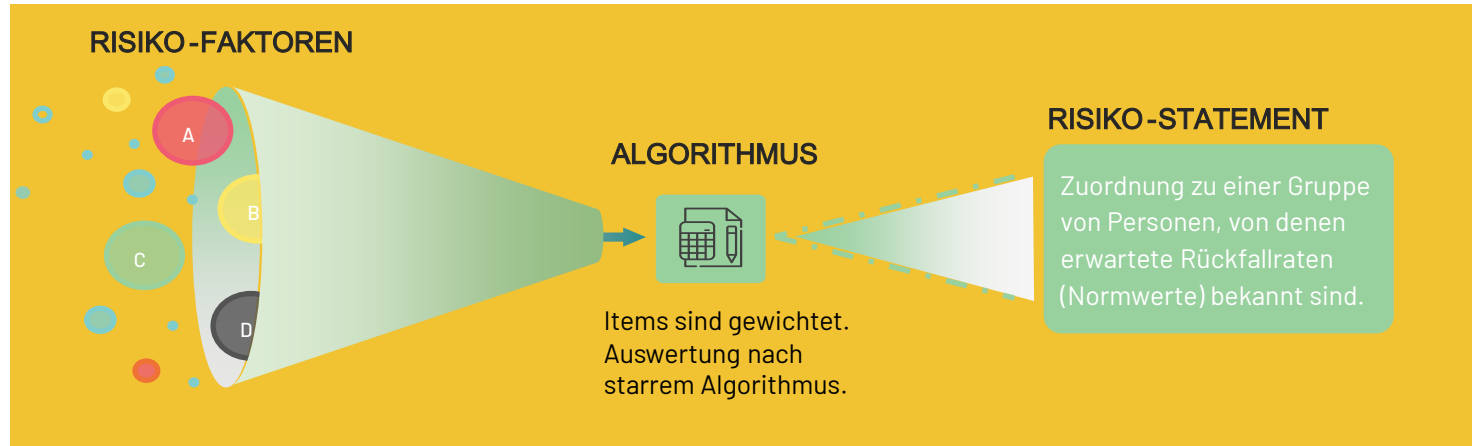 RISIKO-FAKTOREN
A
B
C
D
ALGORITHMUS
Items sind gewichtet.
Auswertung nach
starrem Algorithmus.
RISIKO-STATEMENT
Zuordnung zu einer Gruppe
von Personen, von denen
erwartete Rückfallraten
(Normwerte) bekannt sind.